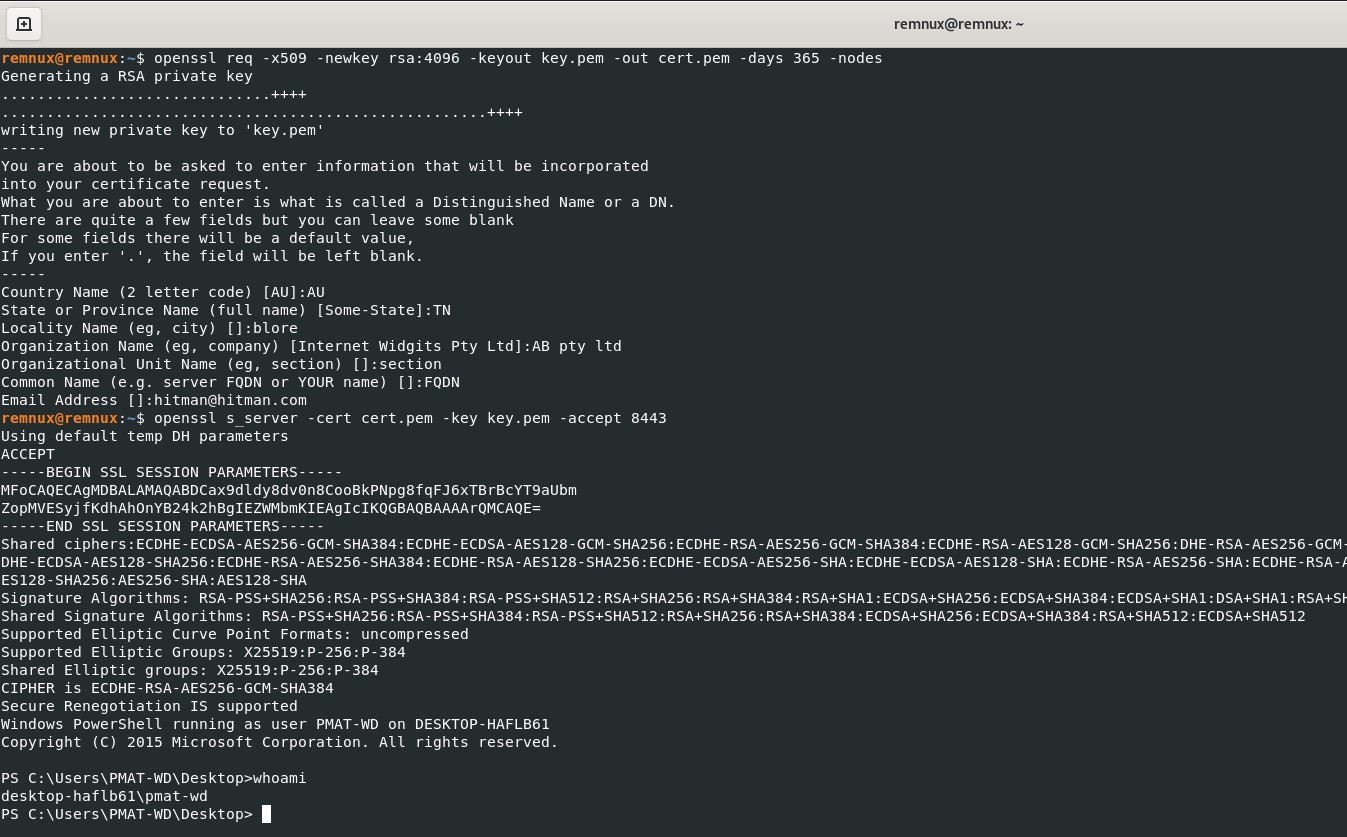 remnux@remnux: ~
remnux@remnux:~$ openssl req -x509 -newkey rsa:4096 -keyout key.pem -out cert.pem -days 365 -nodes
Generating a RSA private key
..............................++++
......................................................++++
writing new private key to 'key.pem'
-----
You are about to be asked to enter information that will be incorporated
into your certificate request.
What you are about to enter is what is called a Distinguished Name or a DN.
There are quite a few fields but you can leave some blank
For some fields there will be a default value,
If you enter '.', the field will be left blank.
-----
Country Name (2 letter code) [AU]:AU
State or Province Name (full name) [Some-State]:TN
Locality Name (eg, city) []:blore
Organization Name (eg, company) [Internet Widgits Pty Ltd]:AB pty ltd
Organizational Unit Name (eg, section) []:section
Common Name (e.g. server FQDN or YOUR name) []:FQDN
Email Address []:hitman@hitman.com
remnux@remnux:~$ openssl s_server -cert cert.pem -key key.pem -accept 8443
Using default temp DH parameters
ACCEPT
-----BEGIN SSL SESSION PARAMETERS-----
MFoCAQECAgMDBALAMAQABDCax9dldy8dv0n8CooBkPNpg8fqFJ6xTBrBcYT9aUbm
ZopMVESyjfKdhAhOnYB24k2hBgIEZWMbmKIEAgIcIKQGBAQBAAAArQMCAQE=
-----END SSL SESSION PARAMETERS-----
Shared ciphers:ECDHE-ECDSA-AES256-GCM-SHA384:ECDHE-ECDSA-AES128-GCM-SHA256:ECDHE-RSA-AES256-GCM-SHA384:ECDHE-RSA-AES128-GCM-SHA256:DHE-RSA-AES256-GCM-
DHE-ECDSA-AES128-SHA256:ECDHE-RSA-AES256-SHA384:ECDHE-RSA-AES128-SHA256:ECDHE-ECDSA-AES256-SHA:ECDHE-ECDSA-AES128-SHA:ECDHE-RSA-AES256-SHA:ECDHE-RSA-A
ES128-SHA256:AES256-SHA:AES128-SHA
Signature Algorithms: RSA-PSS+SHA256:RSA-PSS+SHA384:RSA-PSS+SHA512:RSA+SHA256:RSA+SHA384:RSA+SHA1:ECDSA+SHA256:ECDSA+SHA384:ECDSA+SHA1:DSA+SHA1:RSA+SH
Shared Signature Algorithms: RSA-PSS+SHA256:RSA-PSS+SHA384:RSA-PSS+SHA512:RSA+SHA256:RSA+SHA384:ECDSA+SHA256:ECDSA+SHA384:RSA+SHA512:ECDSA+SHA512
Supported Elliptic Curve Point Formats: uncompressed
Supported Elliptic Groups: X25519:P-256:P-384
Shared Elliptic groups: X25519:P-256:P-384
CIPHER is ECDHE-RSA-AES256-GCM-SHA384
Secure Renegotiation IS supported
Windows PowerShell running as user PMAT-WD on DESKTOP-HAFLB61
Copyright (C) 2015 Microsoft Corporation. All rights reserved.
PS C:\Users\PMAT-WD\Desktop>whoami
desktop-haflb61\pmat-wd
PS C:\Users\PMAT-WD\Desktop>